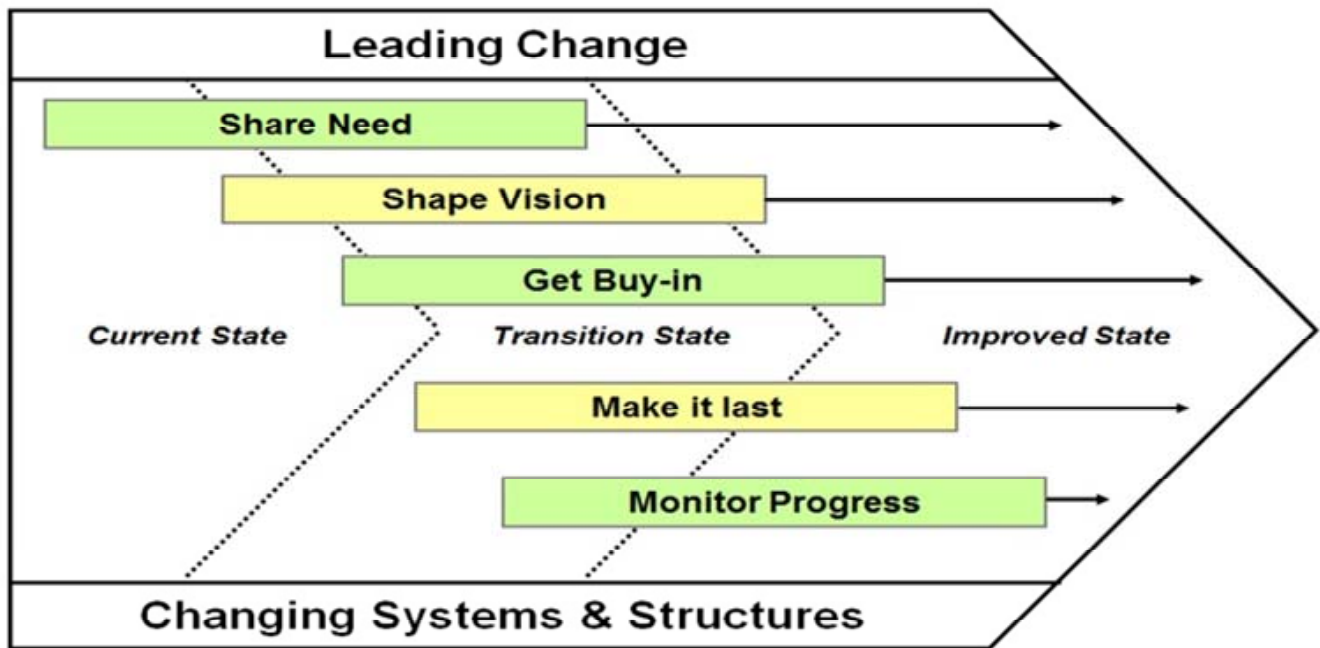 Leading Change
Share Need
Shape Vision
Get Buy-in
Current State
Transition State
Improved State
Make it last
Monitor Progress
Changing Systems & Structures